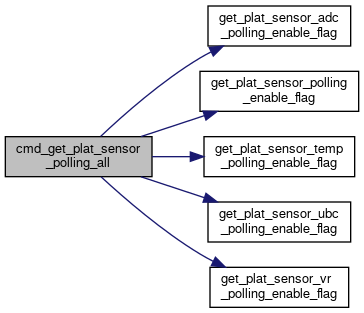 get_plat_sensor_adc
_polling_enable_flag
get_plat_sensor_polling
_enable_flag
cmd_get_plat_sensor
_polling_all
get_plat_sensor_temp
_polling_enable_flag
get_plat_sensor_ubc
_polling_enable_flag
get_plat_sensor_vr
_polling_enable_flag